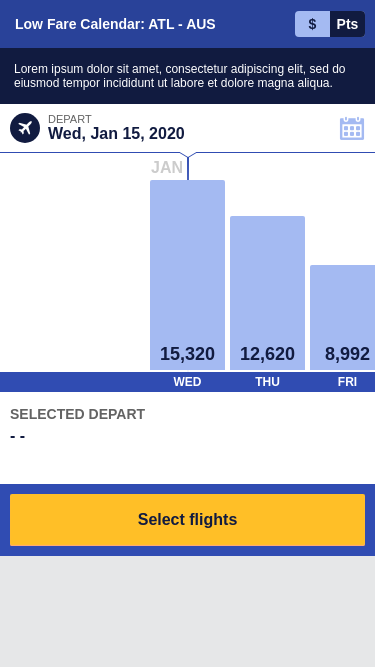 Low Fare Calendar: ATL - AUS
$ Pts
Lorem ipsum dolor sit amet, consectetur adipiscing elit, sed do
eiusmod tempor incididunt ut labore et dolore magna aliqua.
DEPART
Wed, Jan 15, 2020
JAN
15,320 12,620 8,992
WED THU FRI
SELECTED DEPART
- -
Select flights